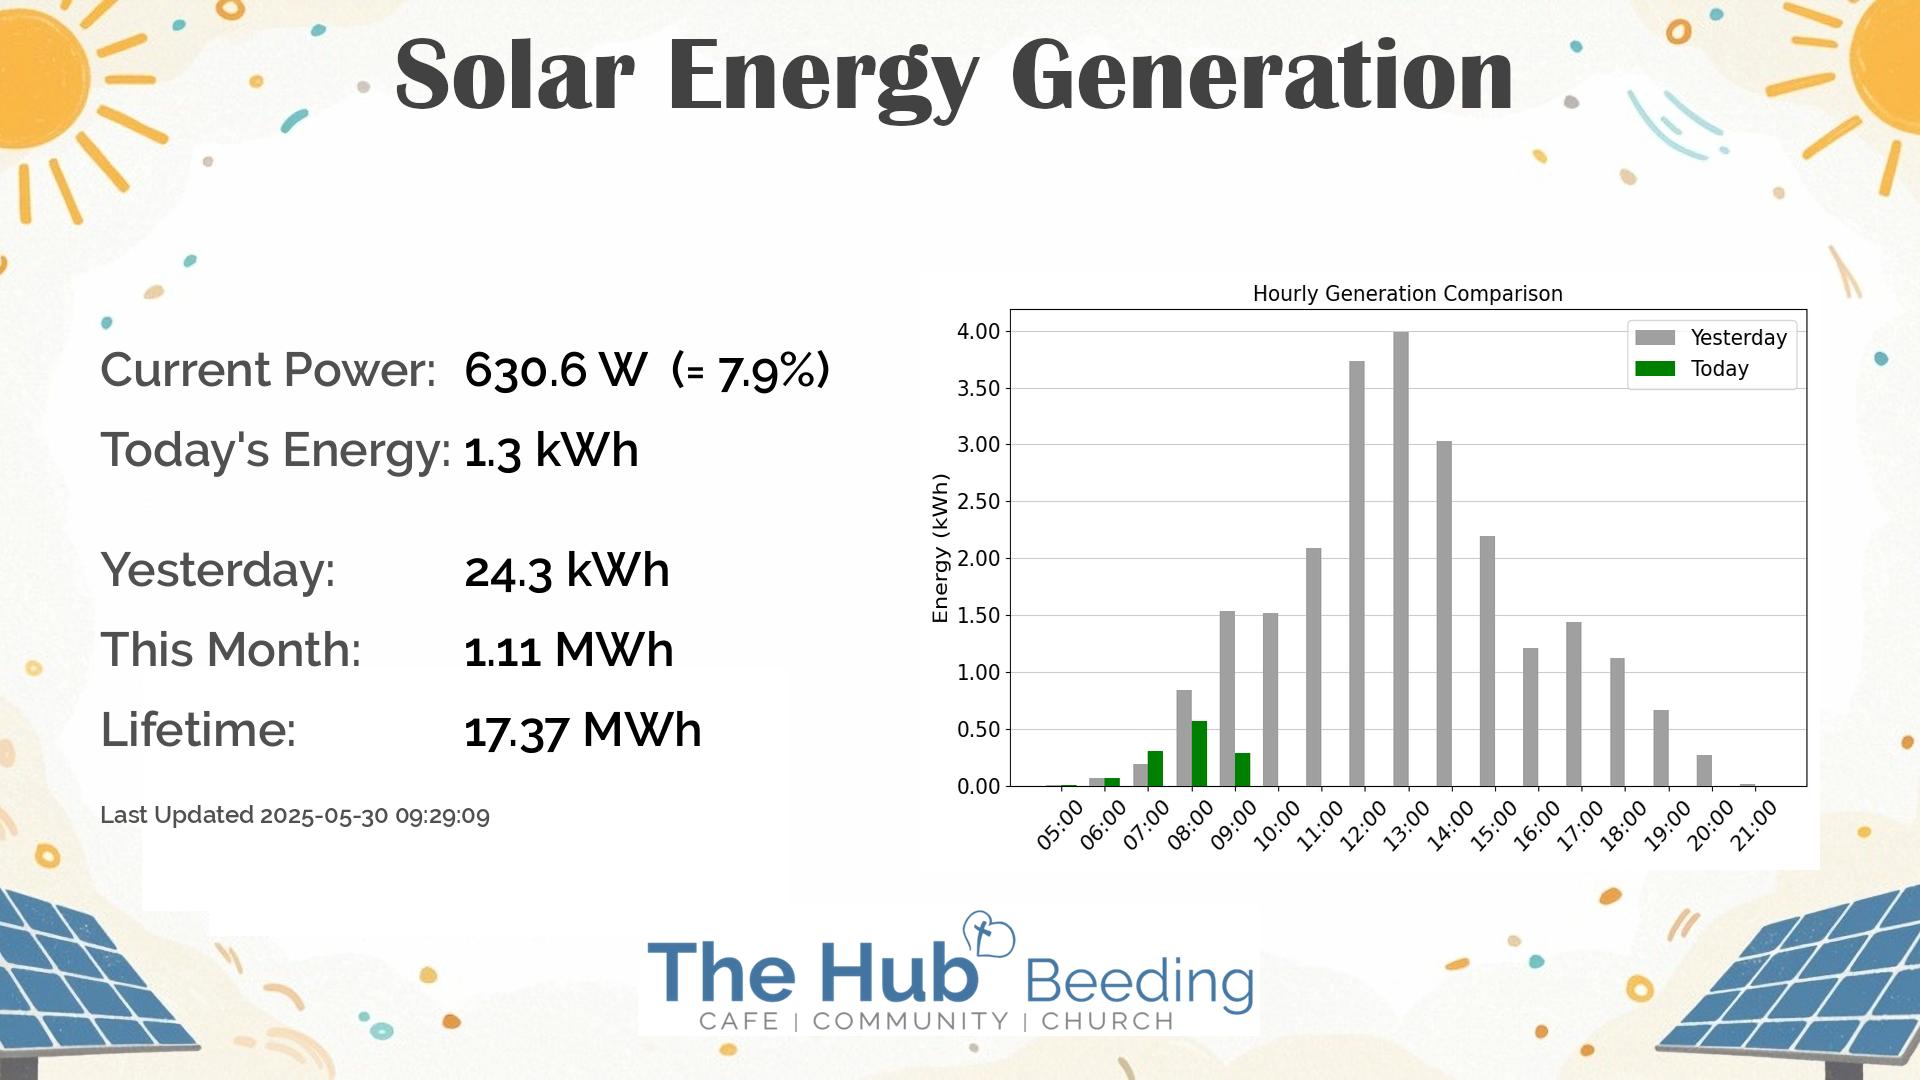 Solar Energy Generation
Current Power: 630.6 W (= 7.9%)
Today's Energy: 1.3 kWh
Yesterday: 24.3 kWh
This Month: 1.11 MWh
Lifetime: 17.37 MWh
Last Updated 2025-05-30 09:29:09
Hourly Generation Comparison
Yesterday
Today
Energy (kWh)
4.00
3.50
3.00
2.50
2.00
1.50
1.00
0.50
0.00
05:00 06:00 07:00 08:00 09:00 10:00 11:00 12:00 13:00 14:00 15:00 16:00 17:00 18:00 19:00 20:00 21:00
The Hub Beeding
CAFE | COMMUNITY | CHURCH